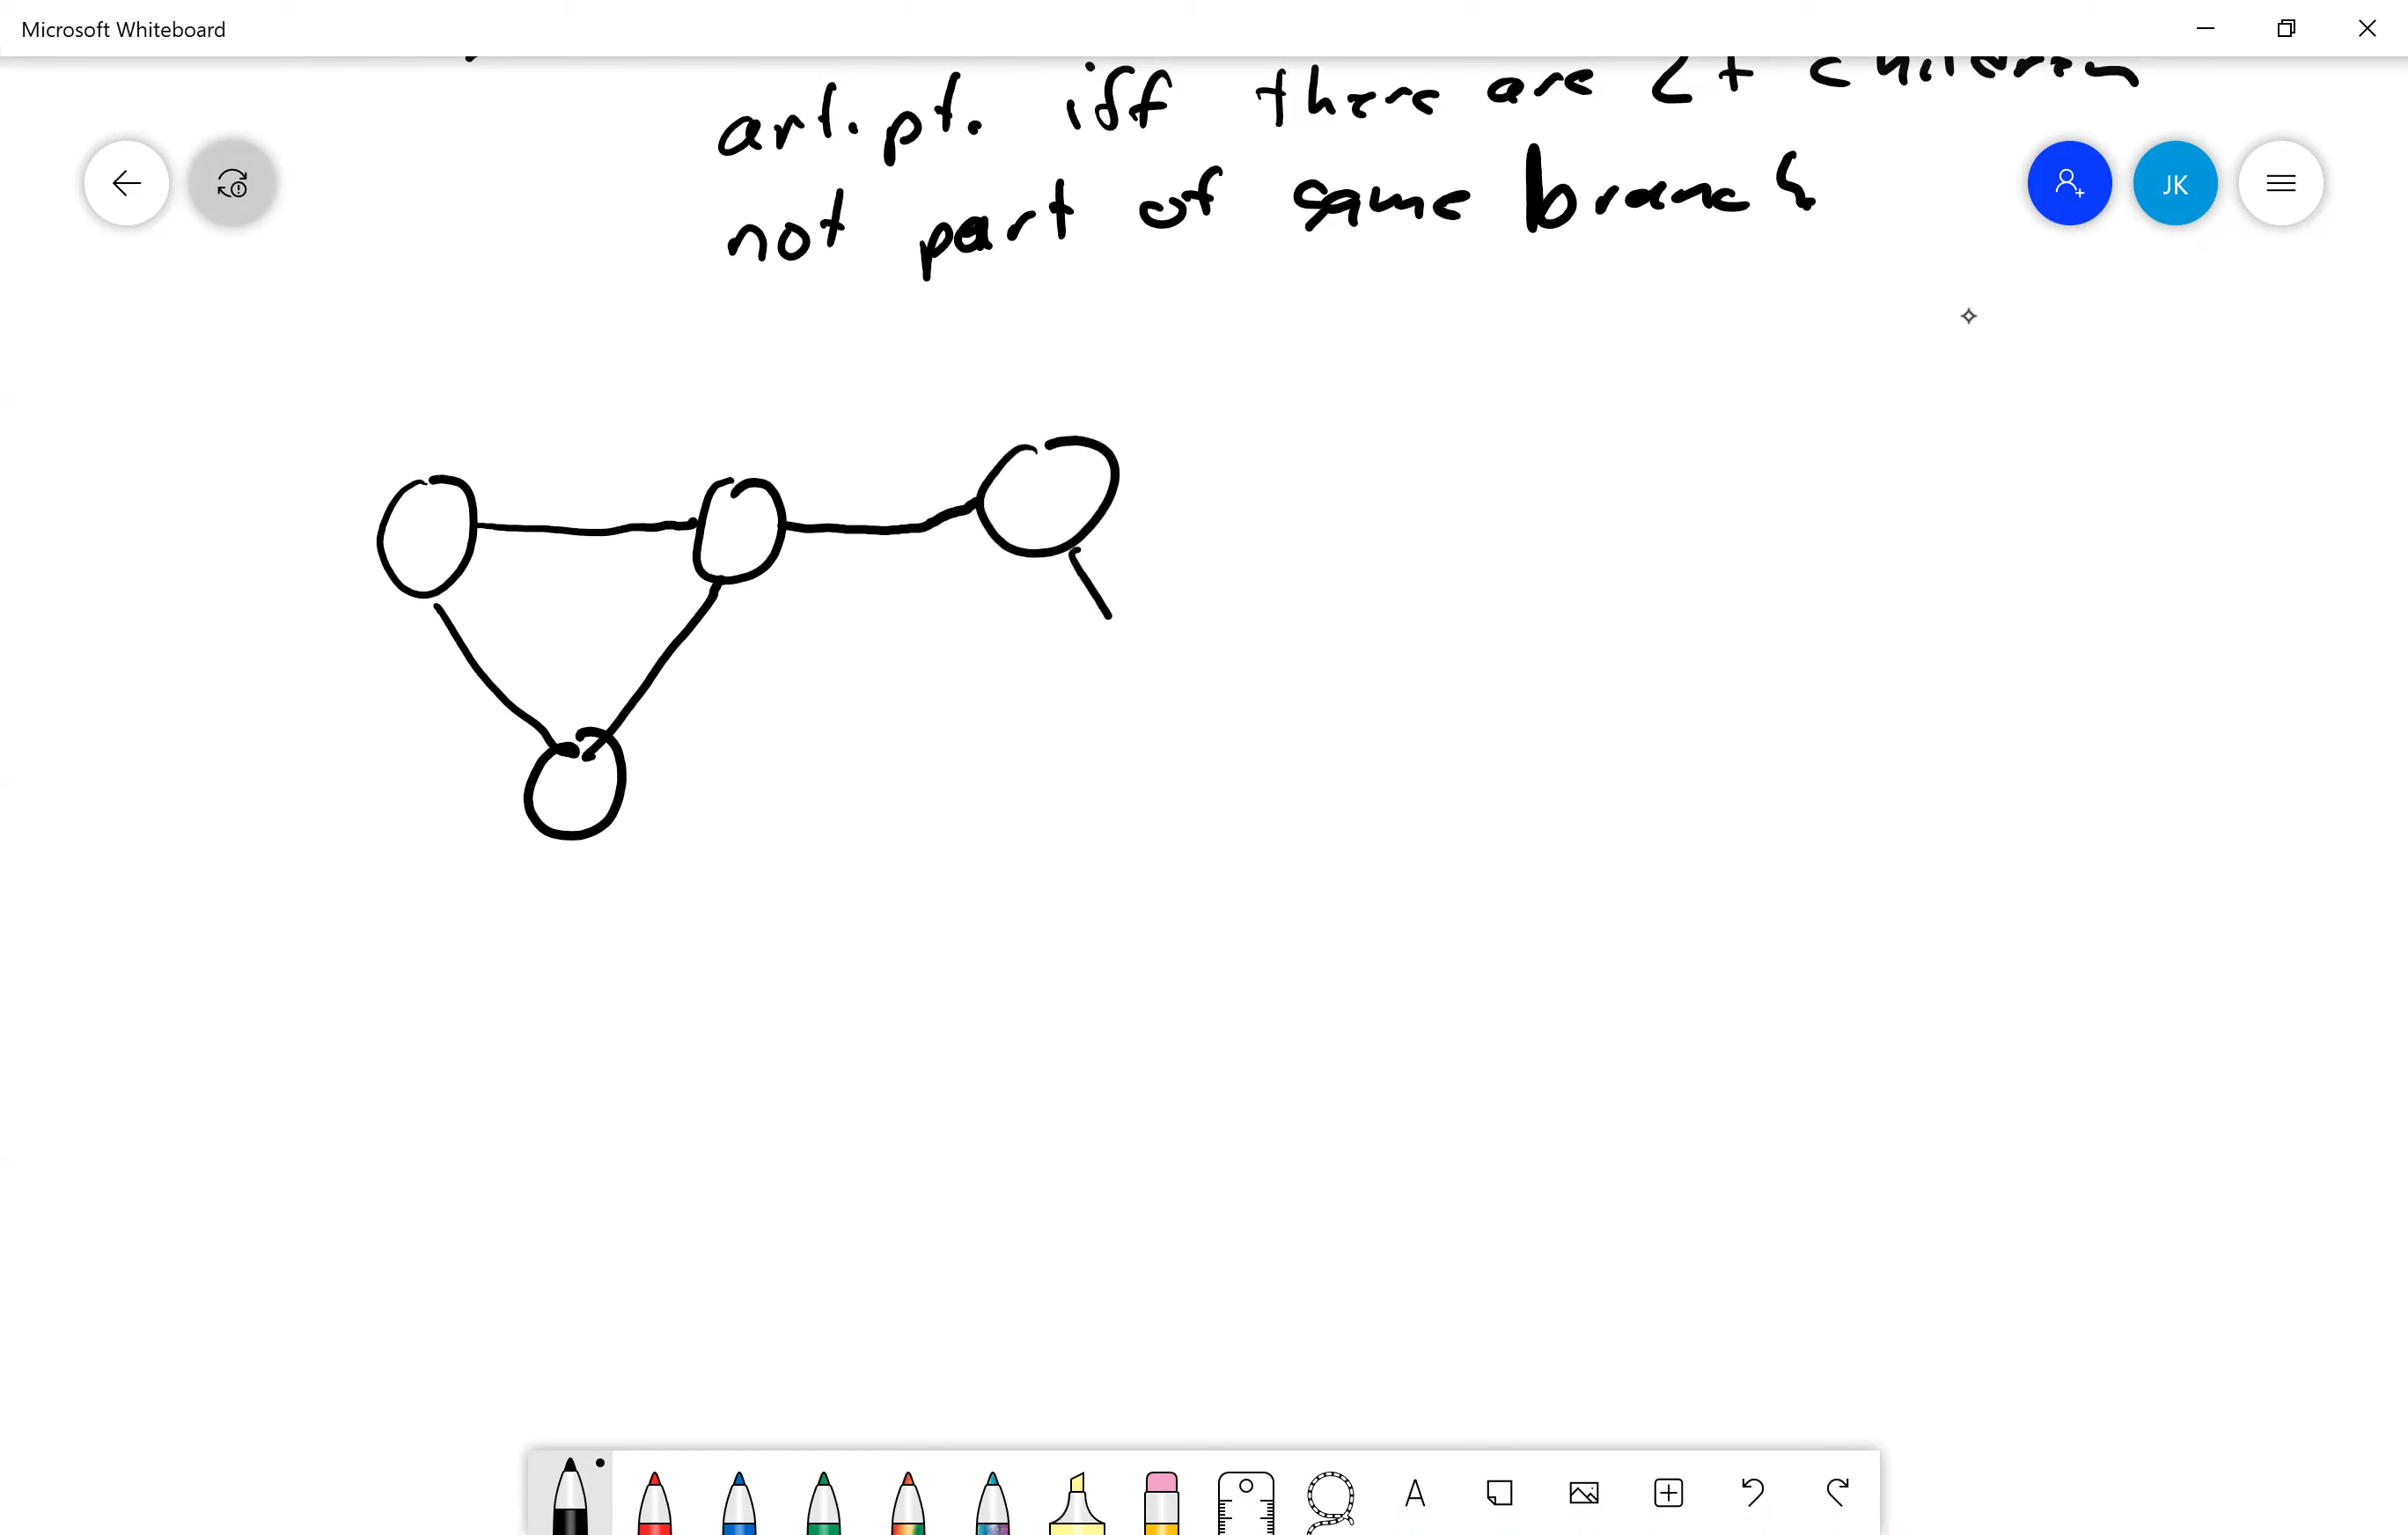 Microsoft Whiteboard
art. pt. iff there are 2+ children
not part of same branch
JK